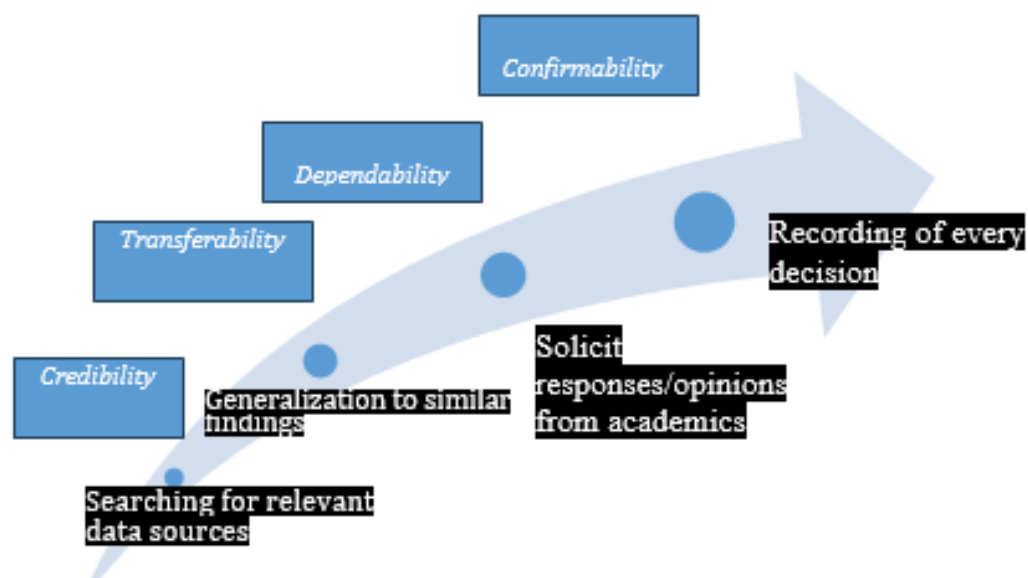 Confirmability
Dependability
Transferability
Recording of every
decision
Solicit
responses/opinions
from academics
Credibility
Generalization to similar
findings
Searching for relevant
data sources